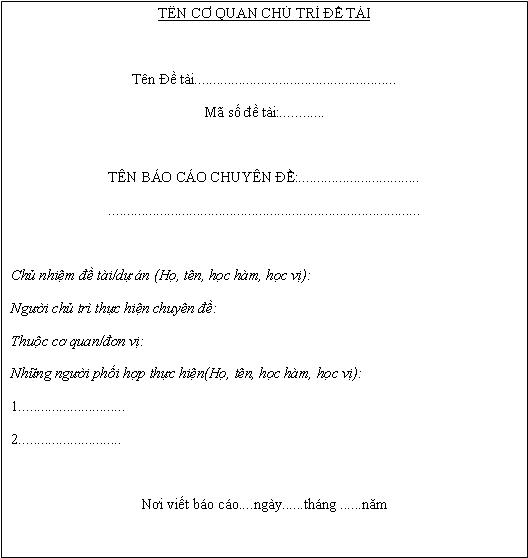 TÊN CƠ QUAN CHỦ TRÌ ĐỀ TÀI
Tên Đề tài.......................................................
Mã số đề tài:............
TÊN BÁO CÁO CHUYÊN ĐỀ:.................................
.....................................................................................
Chủ nhiệm đề tài/dự án (Họ, tên, học hàm, học vị):
Người chủ trì thực hiện chuyên đề:
Thuộc cơ quan/đơn vị:
Những người phối hợp thực hiện(Họ, tên, học hàm, học vị):
1.............................
2............................
Nơi viết báo cáo....ngày......tháng ......năm